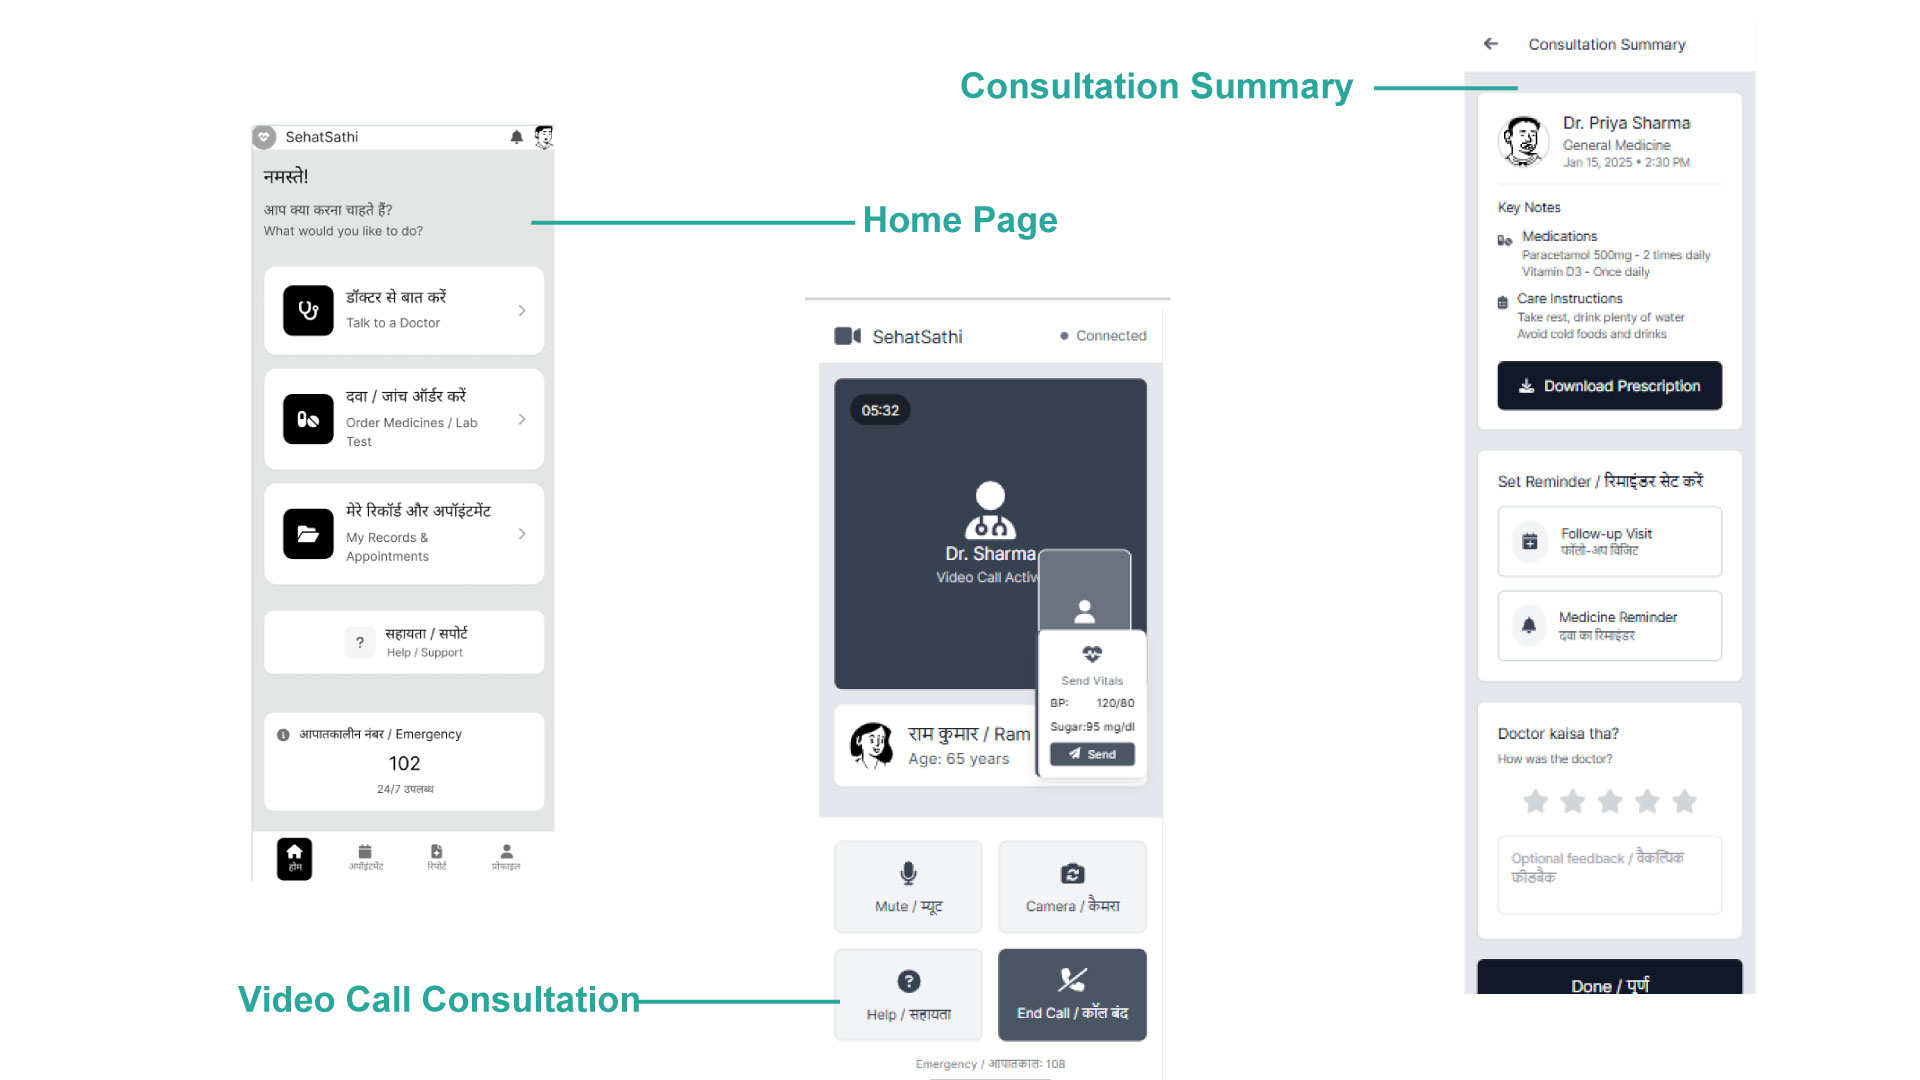 SehatSathi
नमस्ते!
आप क्या करना चाहते हैं?
What would you like to do?
डॉक्टर से बात करें
Talk to a Doctor
दवा / जांच ऑर्डर करें
Order Medicines / Lab
Test
मेरे रिकॉर्ड और अपॉइंटमेंट
My Records &
Appointments
?
सहायता / सपोर्ट
Help / Support
आपातकालीन नंबर / Emergency
102
24/7 उपलब्ध
होम
अपॉइंटमेंट
रिपोर्ट
प्रोफाइल
Home Page
Video Call Consultation
SehatSathi
Connected
05:32
Dr. Sharma
Video Call Activ
Send Vitals
BP: 120/80
Sugar:95 mg/dl
Send
राम कुमार / Ram
Age: 65 years
Mute / म्यूट
Camera / कैमरा
Help / सहायता
End Call / कॉल बंद
Emergency / आपातकाल: 108
Consultation Summary
Consultation Summary
Dr. Priya Sharma
General Medicine
Jan 15, 2025 • 2:30 PM
Key Notes
Medications
Paracetamol 500mg - 2 times daily
Vitamin D3 - Once daily
Care Instructions
Take rest, drink plenty of water
Avoid cold foods and drinks
Download Prescription
Set Reminder / रिमाइंडर सेट करें
Follow-up Visit
फॉलो-अप विजिट
Medicine Reminder
दवा का रिमाइंडर
Doctor kaisa tha?
How was the doctor?
Optional feedback / वैकल्पिक
फीडबैक
Done / पूर्ण